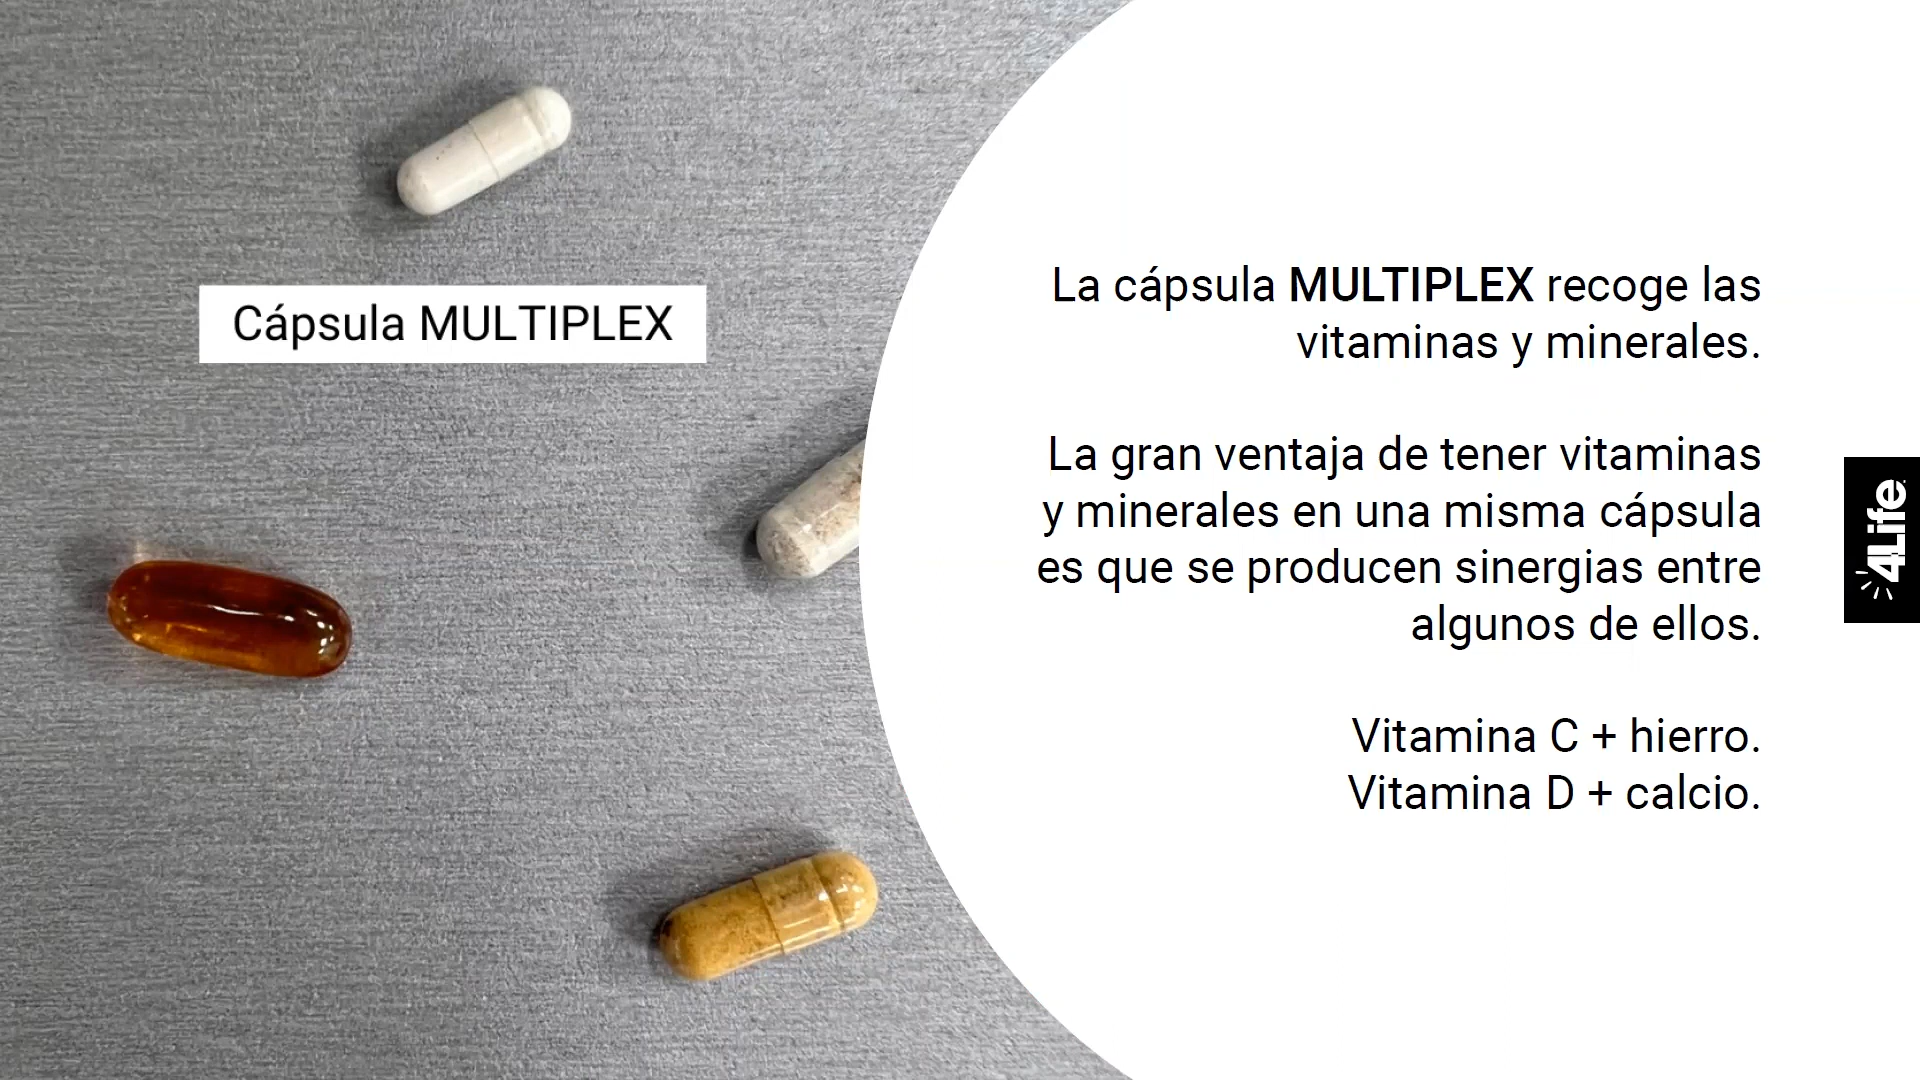 Cápsula MULTIPLEX
La cápsula MULTIPLEX recoge las
vitaminas y minerales.
La gran ventaja de tener vitaminas
y minerales en una misma cápsula
es que se producen sinergias entre
algunos de ellos.
Vitamina C + hierro.
Vitamina D + calcio.
4Life